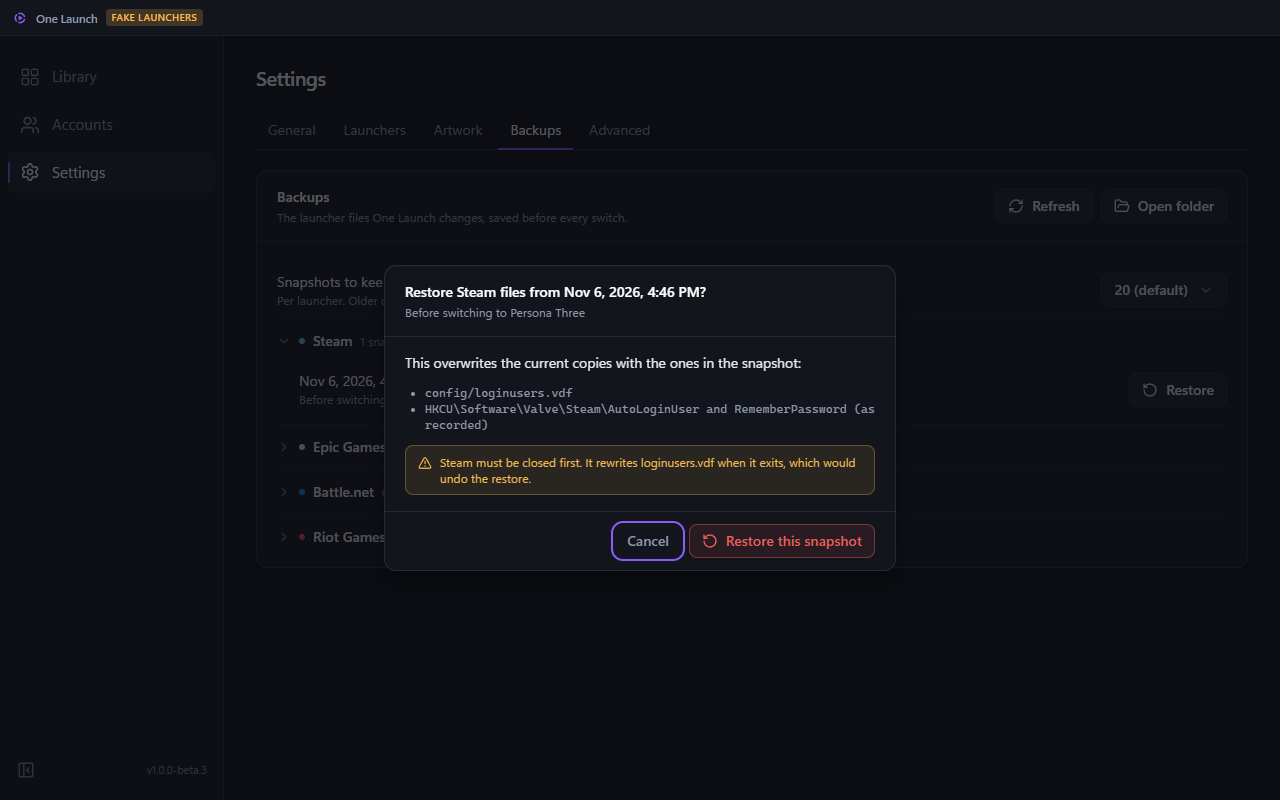 One Launch FAKE LAUNCHERS
Library
Accounts
Settings
v1.0.0-beta.3
Settings
General Launchers Artwork Backups Advanced
Backups
The launcher files One Launch changes, saved before every switch.
Refresh Open folder
Snapshots to kee
Per launcher. Older
20 (default)
Steam 1 sna
Nov 6, 2026, 4
Before switching
Restore
Epic Games
Battle.net
Riot Games
Restore Steam files from Nov 6, 2026, 4:46 PM?
Before switching to Persona Three
This overwrites the current copies with the ones in the snapshot:
• config/loginusers.vdf
• HKCU\Software\Valve\Steam\AutoLoginUser and RememberPassword (as
recorded)
Steam must be closed first. It rewrites loginusers.vdf when it exits, which would
undo the restore.
Cancel Restore this snapshot